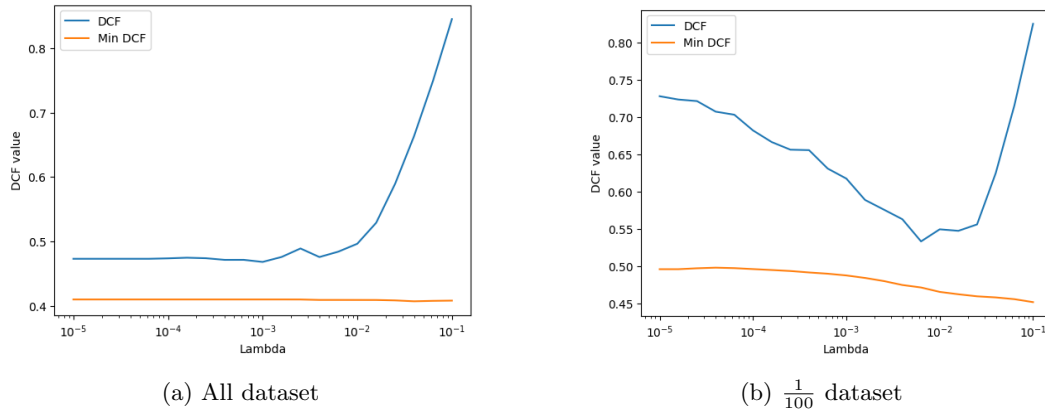 DCF
Min DCF
0.8
0.7
0.6
0.5
0.4
DCF value
10⁻⁵
10⁻⁴
10⁻³
10⁻²
10⁻¹
Lambda
(a) All dataset
DCF
Min DCF
0.80
0.75
0.70
0.65
0.60
0.55
0.50
0.45
DCF value
10⁻⁵
10⁻⁴
10⁻³
10⁻²
10⁻¹
Lambda
(b) 1/100 dataset